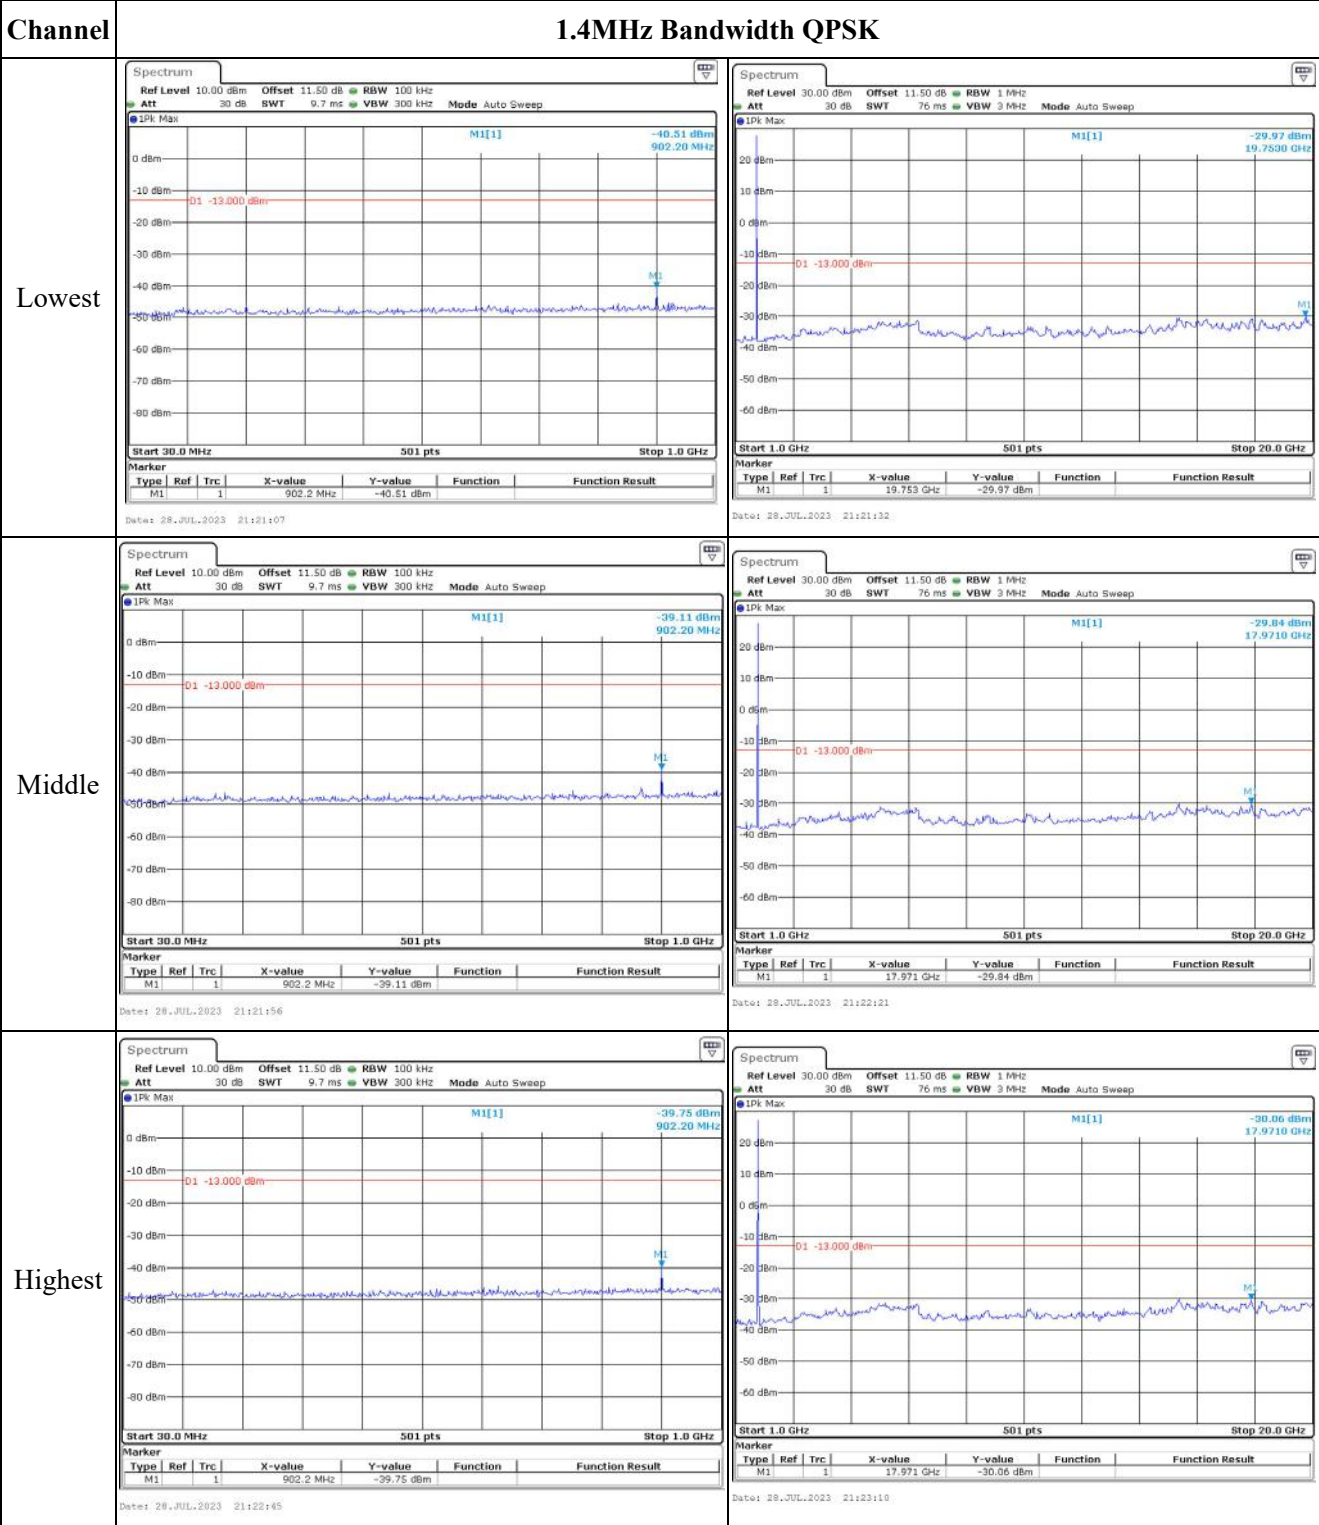 Channel 1.4MHz Bandwidth QPSK
Lowest
Spectrum
Ref Level 10.00 dBm Offset 11.50 dB RBW 100 kHz
Att 30 dB SWT 9.7 ms VBW 300 kHz Mode Auto Sweep
1Pk Max
M1[1] -40.51 dBm
902.20 MHz
0 dBm
-10 dBm
D1 -13.000 dBm
-20 dBm
-30 dBm
M1
-40 dBm
-50 dBm
-60 dBm
-70 dBm
-80 dBm
Start 30.0 MHz 501 pts Stop 1.0 GHz
Marker
Type Ref Trc X-value Y-value Function Function Result
M1 1 902.2 MHz -40.51 dBm
Date: 28.JUL.2023 21:21:07
Spectrum
Ref Level 30.00 dBm Offset 11.50 dB RBW 1 MHz
Att 30 dB SWT 76 ms VBW 3 MHz Mode Auto Sweep
1Pk Max
M1[1] -29.97 dBm
19.7530 GHz
20 dBm
10 dBm
0 dBm
-10 dBm
D1 -13.000 dBm
-20 dBm
M1
-30 dBm
-40 dBm
-50 dBm
-60 dBm
Start 1.0 GHz 501 pts Stop 20.0 GHz
Marker
Type Ref Trc X-value Y-value Function Function Result
M1 1 19.753 GHz -29.97 dBm
Date: 28.JUL.2023 21:21:32
Middle
Spectrum
Ref Level 10.00 dBm Offset 11.50 dB RBW 100 kHz
Att 30 dB SWT 9.7 ms VBW 300 kHz Mode Auto Sweep
1Pk Max
M1[1] -39.11 dBm
902.20 MHz
0 dBm
-10 dBm
D1 -13.000 dBm
-20 dBm
-30 dBm
M1
-40 dBm
-50 dBm
-60 dBm
-70 dBm
-80 dBm
Start 30.0 MHz 501 pts Stop 1.0 GHz
Marker
Type Ref Trc X-value Y-value Function Function Result
M1 1 902.2 MHz -39.11 dBm
Date: 28.JUL.2023 21:21:56
Spectrum
Ref Level 30.00 dBm Offset 11.50 dB RBW 1 MHz
Att 30 dB SWT 76 ms VBW 3 MHz Mode Auto Sweep
1Pk Max
M1[1] -29.84 dBm
17.9710 GHz
20 dBm
10 dBm
0 dBm
-10 dBm
D1 -13.000 dBm
-20 dBm
M1
-30 dBm
-40 dBm
-50 dBm
-60 dBm
Start 1.0 GHz 501 pts Stop 20.0 GHz
Marker
Type Ref Trc X-value Y-value Function Function Result
M1 1 17.971 GHz -29.84 dBm
Date: 28.JUL.2023 21:22:21
Highest
Spectrum
Ref Level 10.00 dBm Offset 11.50 dB RBW 100 kHz
Att 30 dB SWT 9.7 ms VBW 300 kHz Mode Auto Sweep
1Pk Max
M1[1] -39.75 dBm
902.20 MHz
0 dBm
-10 dBm
D1 -13.000 dBm
-20 dBm
-30 dBm
M1
-40 dBm
-50 dBm
-60 dBm
-70 dBm
-80 dBm
Start 30.0 MHz 501 pts Stop 1.0 GHz
Marker
Type Ref Trc X-value Y-value Function Function Result
M1 1 902.2 MHz -39.75 dBm
Date: 28.JUL.2023 21:22:45
Spectrum
Ref Level 30.00 dBm Offset 11.50 dB RBW 1 MHz
Att 30 dB SWT 76 ms VBW 3 MHz Mode Auto Sweep
1Pk Max
M1[1] -30.06 dBm
17.9710 GHz
20 dBm
10 dBm
0 dBm
-10 dBm
D1 -13.000 dBm
-20 dBm
M1
-30 dBm
-40 dBm
-50 dBm
-60 dBm
Start 1.0 GHz 501 pts Stop 20.0 GHz
Marker
Type Ref Trc X-value Y-value Function Function Result
M1 1 17.971 GHz -30.06 dBm
Date: 28.JUL.2023 21:23:10